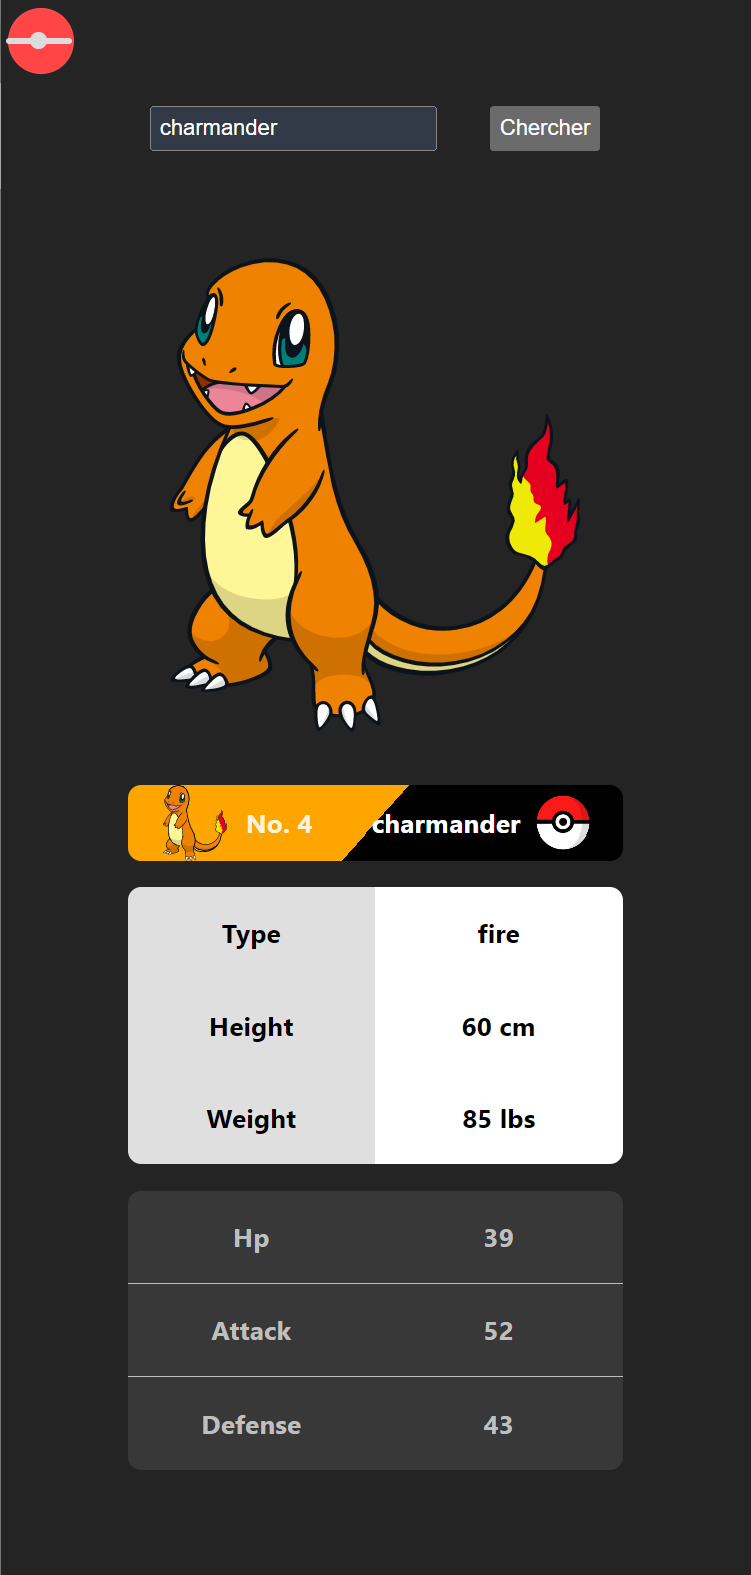 charmander Chercher
No. 4 charmander
Type fire
Height 60 cm
Weight 85 lbs
Hp 39
Attack 52
Defense 43